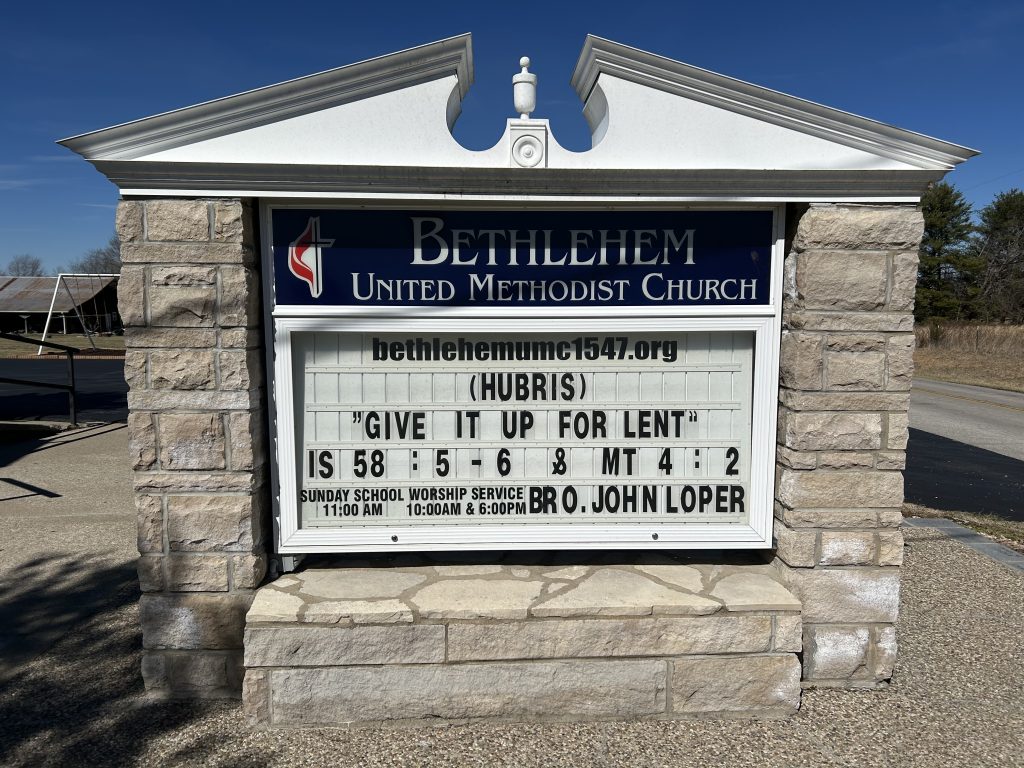 BETHLEHEM
UNITED METHODIST CHURCH
bethlehemumc1547.org
(HUBRIS)
"GIVE IT UP FOR LENT"
IS 58 : 5 - 6 & MT 4 : 2
SUNDAY SCHOOL WORSHIP SERVICE BRO. JOHN LOPER
11:00 AM 10:00AM & 6:00PM